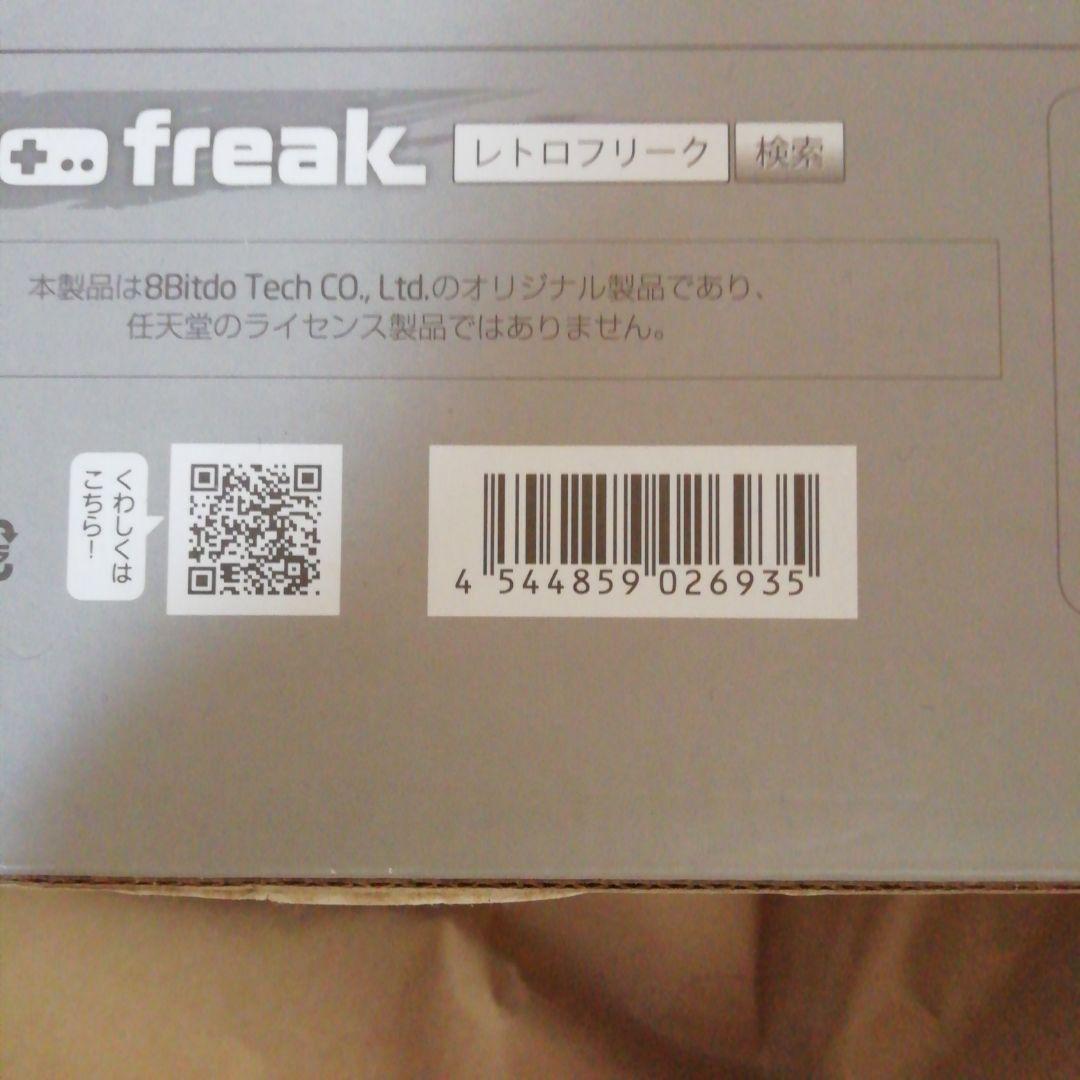 freak
レトロフリーク 検索
本製品は8Bitdo Tech CO., Ltd.のオリジナル製品であり、
任天堂のライセンス製品ではありません。
くわしくは
こちら！
4 544859 026935